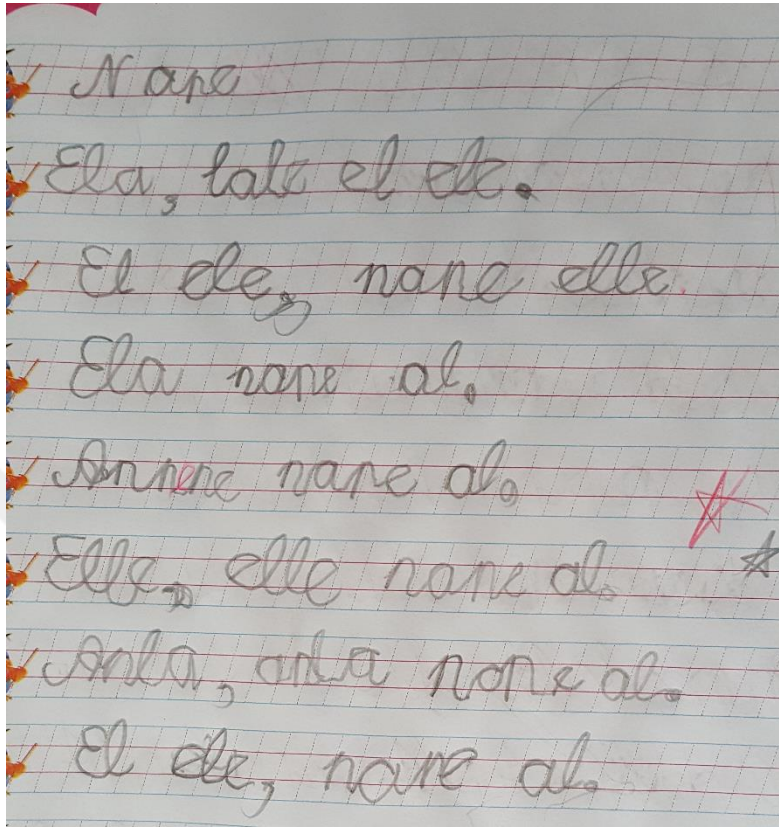 Nane
Ela, lale el ele.
El ele, nane elle.
Ela nane al.
Annene nane al.
Elle, elle nane al.
Anla, anla nane al.
El ele, nane al.